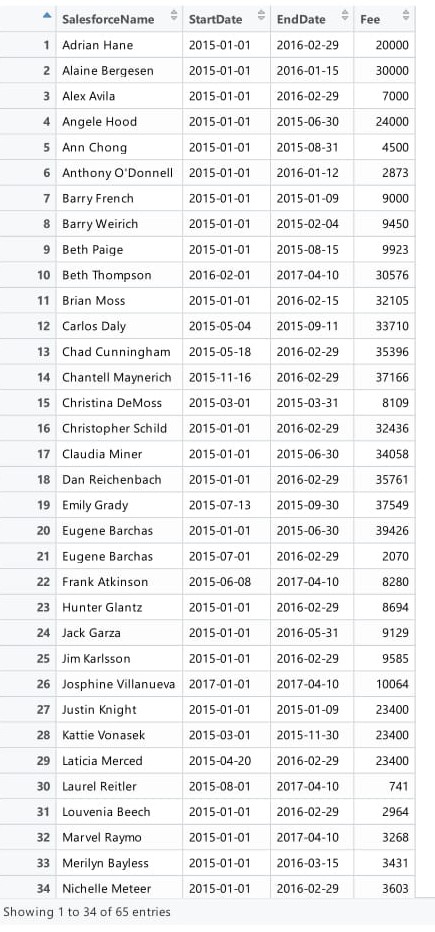 SalesforceName StartDate EndDate Fee
1 Adrian Hane 2015-01-01 2016-02-29 20000
2 Alaine Bergesen 2015-01-01 2016-01-15 30000
3 Alex Avila 2015-01-01 2016-02-29 7000
4 Angele Hood 2015-01-01 2015-06-30 24000
5 Ann Chong 2015-01-01 2015-08-31 4500
6 Anthony O'Donnell 2015-01-01 2016-01-12 2873
7 Barry French 2015-01-01 2015-01-09 9000
8 Barry Weirich 2015-01-01 2015-02-04 9450
9 Beth Paige 2015-01-01 2015-08-15 9923
10 Beth Thompson 2016-02-01 2017-04-10 30576
11 Brian Moss 2015-01-01 2016-02-15 32105
12 Carlos Daly 2015-05-04 2015-09-11 33710
13 Chad Cunningham 2015-05-18 2016-02-29 35396
14 Chantell Maynerich 2015-11-16 2016-02-29 37166
15 Christina DeMoss 2015-03-01 2015-03-31 8109
16 Christopher Schild 2015-01-01 2016-02-29 32436
17 Claudia Miner 2015-01-01 2015-06-30 34058
18 Dan Reichenbach 2015-01-01 2016-02-29 35761
19 Emily Grady 2015-07-13 2015-09-30 37549
20 Eugene Barchas 2015-01-01 2015-06-30 39426
21 Eugene Barchas 2015-07-01 2016-02-29 2070
22 Frank Atkinson 2015-06-08 2017-04-10 8280
23 Hunter Glantz 2015-01-01 2016-02-29 8694
24 Jack Garza 2015-01-01 2016-05-31 9129
25 Jim Karlsson 2015-01-01 2016-02-29 9585
26 Josphine Villanueva 2017-01-01 2017-04-10 10064
27 Justin Knight 2015-01-01 2015-01-09 23400
28 Kattie Vonasek 2015-03-01 2015-11-30 23400
29 Laticia Merced 2015-04-20 2016-02-29 23400
30 Laurel Reitler 2015-08-01 2017-04-10 741
31 Louvenia Beech 2015-01-01 2016-02-29 2964
32 Marvel Raymo 2015-01-01 2017-04-10 3268
33 Merilyn Bayless 2015-01-01 2016-03-15 3431
34 Nichelle Meteer 2015-01-01 2016-02-29 3603
Showing 1 to 34 of 65 entries